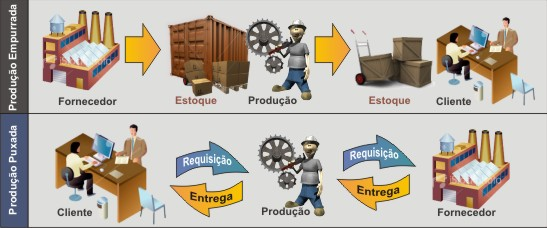 Produção Empurrada
Fornecedor
Estoque
Produção
Estoque
Cliente
Produção Puxada
Requisição
Entrega
Requisição
Entrega
Cliente
Produção
Fornecedor